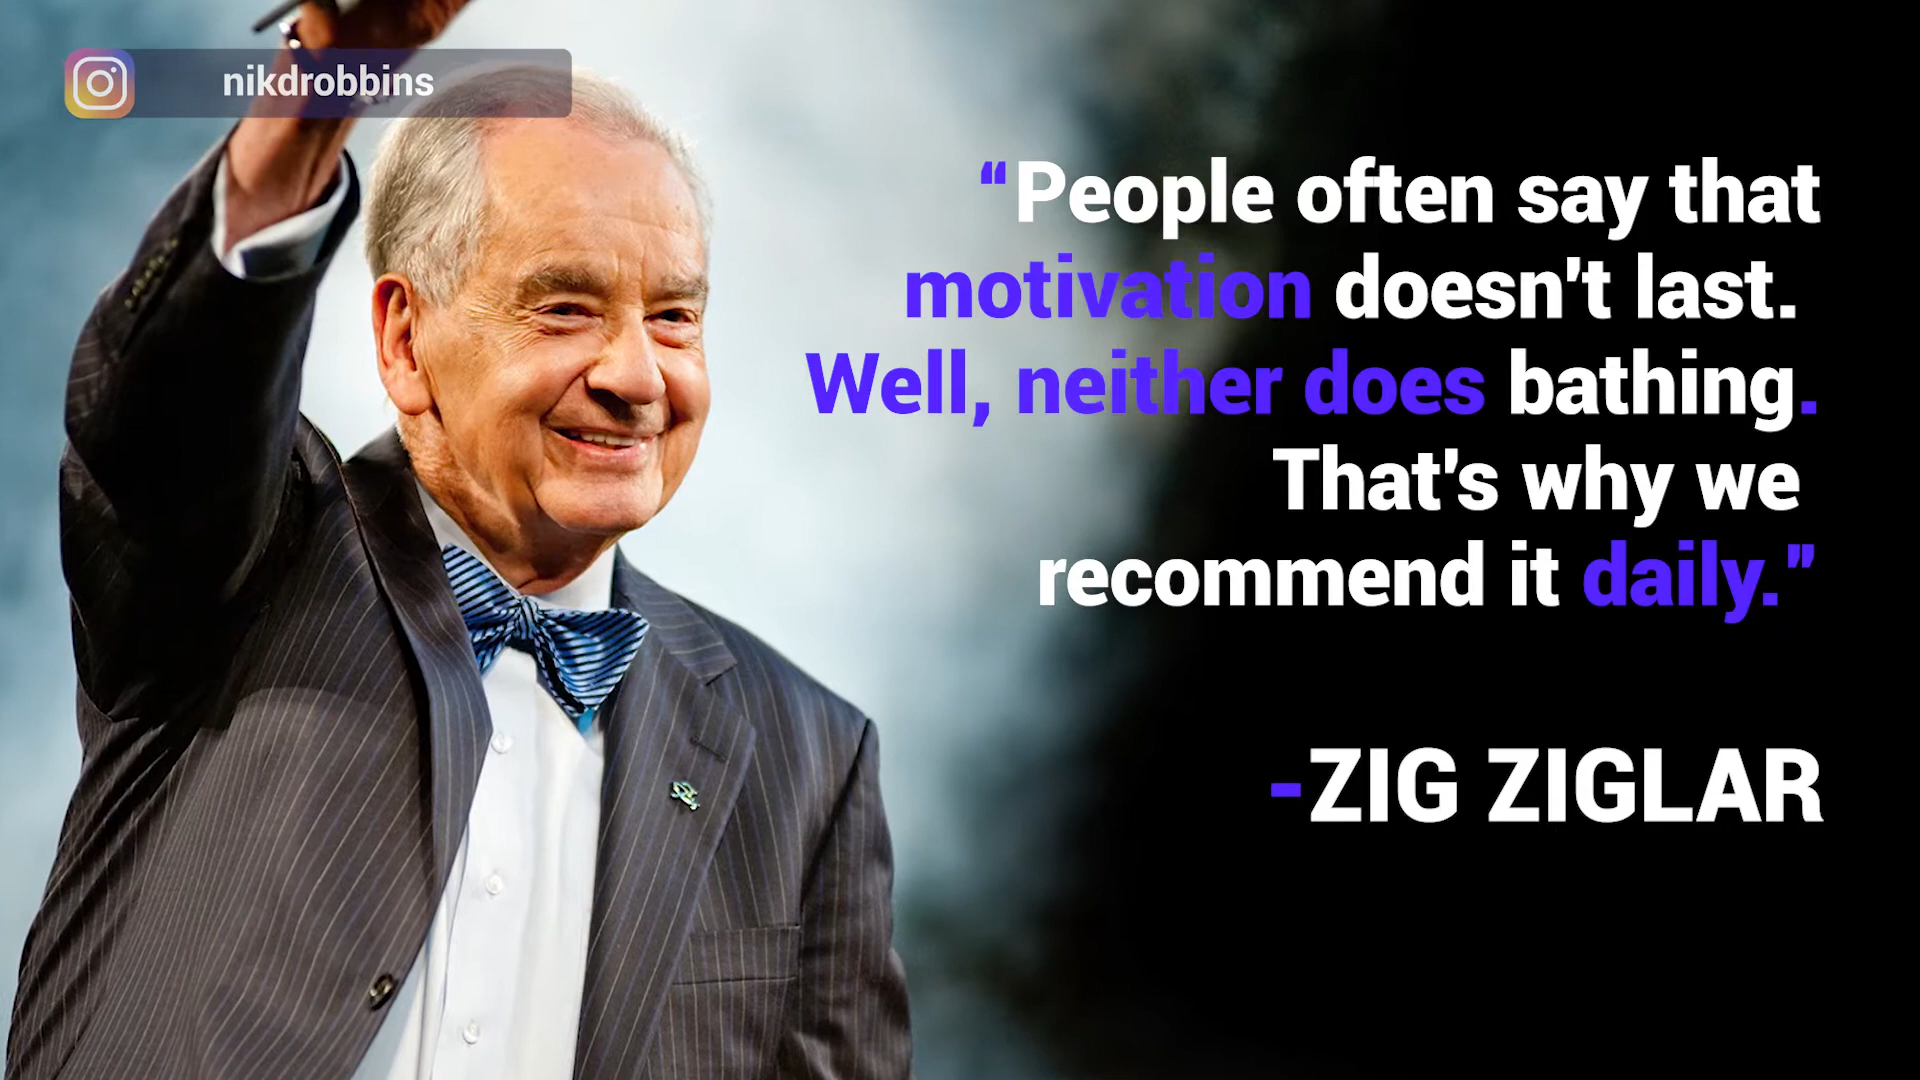 nikdrobbins
“People often say that
motivation doesn't last.
Well, neither does bathing.
That's why we
recommend it daily.”
-ZIG ZIGLAR